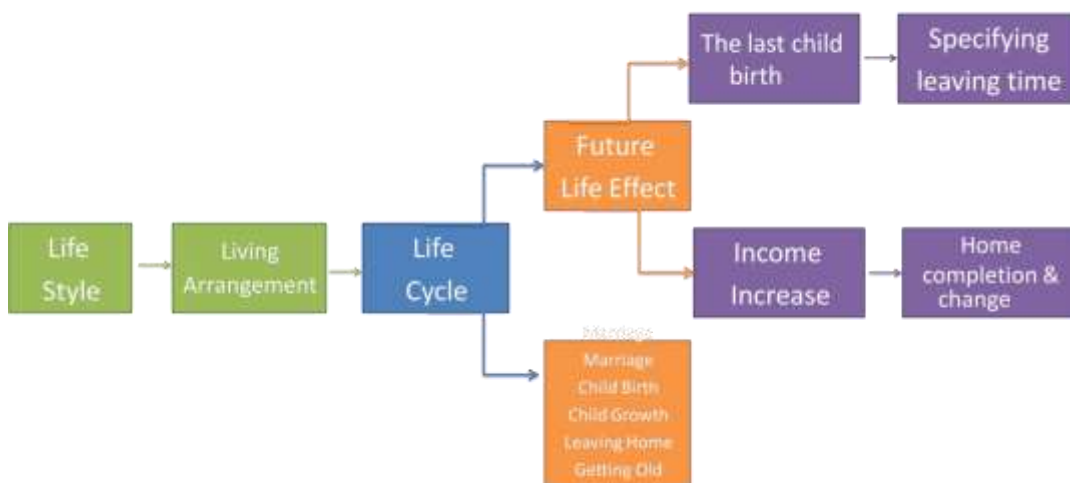 Life
Style
Living
Arrangement
Life
Cycle
Future
Life Effect
The last child
birth
Specifying
leaving time
Income
Increase
Home
completion &
change
Marriage
Child Birth
Child Growth
Leaving Home
Getting Old